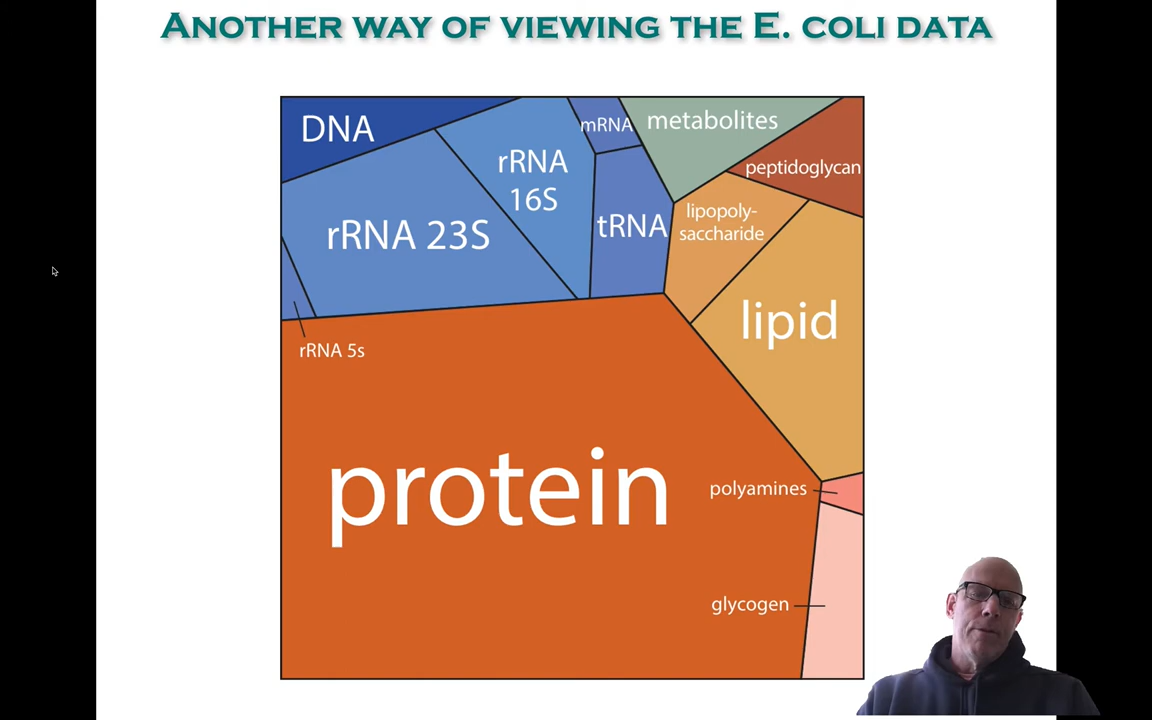 ANOTHER WAY OF VIEWING THE E. COLI DATA
DNA
rRNA
16S
mRNA
metabolites
peptidoglycan
rRNA 23S
tRNA
lipopoly-
saccharide
lipid
rRNA 5s
protein
polyamines
glycogen